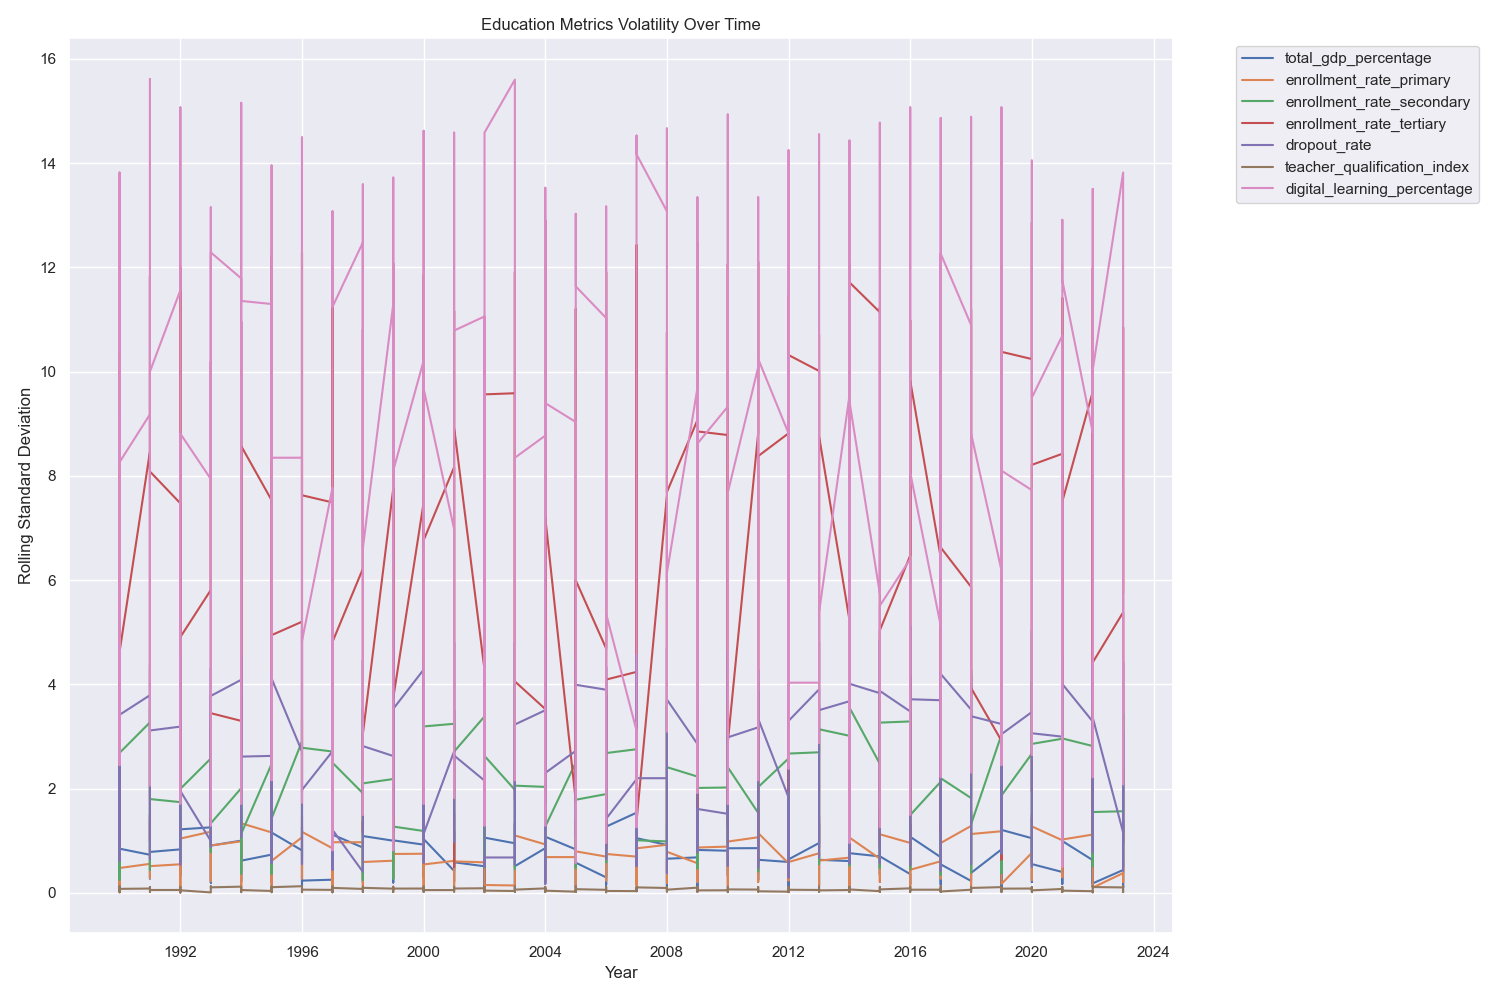 Education Metrics Volatility Over Time
total_gdp_percentage
enrollment_rate_primary
enrollment_rate_secondary
enrollment_rate_tertiary
dropout_rate
teacher_qualification_index
digital_learning_percentage
Rolling Standard Deviation
16
14
12
10
8
6
4
2
0
1992 1996 2000 2004 2008 2012 2016 2020 2024
Year